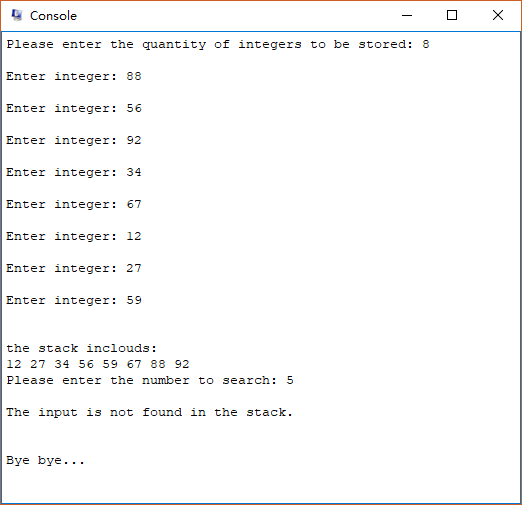 Console
Please enter the quantity of integers to be stored: 8
Enter integer: 88
Enter integer: 56
Enter integer: 92
Enter integer: 34
Enter integer: 67
Enter integer: 12
Enter integer: 27
Enter integer: 59
the stack inclouds:
12 27 34 56 59 67 88 92
Please enter the number to search: 5
The input is not found in the stack.
Bye bye...